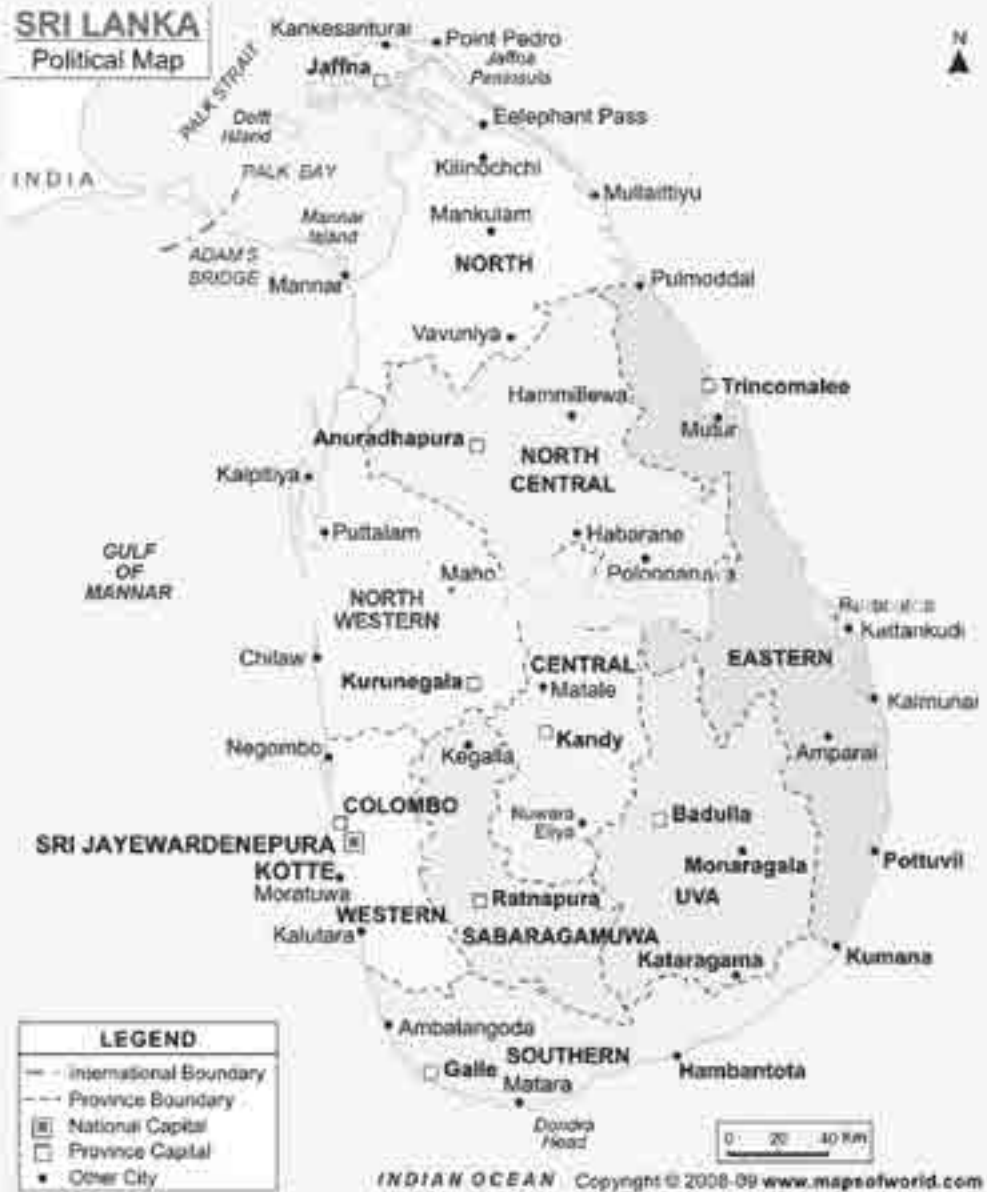 SRI LANKA
Political Map
N
Kankesanturai
Point Pedro
Jaffna
Jaffna
Peninsula
PALK STRAIT
Delft
Island
Eelephant Pass
INDIA
PALK BAY
Kilinochchi
Mullaittiyu
Mannar
Island
Mankulam
ADAM'S
BRIDGE
NORTH
Mannar
Pulmoddai
Vavuniya
Trincomalee
Hammillewa
Mutur
Anuradhapura
NORTH
CENTRAL
Kalpitiya
Puttalam
Habarane
GULF
OF
MANNAR
Maho
Polonnaruwa
NORTH
WESTERN
Kattankudi
Chilaw
CENTRAL
EASTERN
Kurunegala
Matale
Kalmunai
Negombo
Kegalla
Kandy
Amparai
COLOMBO
Nuwara
Eliya
Badulla
SRI JAYEWARDENEPURA
KOTTE
Monaragala
Pottuvil
Moratuwa
Ratnapura
UVA
WESTERN
Kalutara
SABARAGAMUWA
Kataragama
Kumana
Ambalangoda
SOUTHERN
Galle
Hambantota
Matara
Dondra
Head
LEGEND
International Boundary
Province Boundary
National Capital
Province Capital
Other City
0 20 40 Km
INDIAN OCEAN Copyright © 2008-09 www.mapsofworld.com